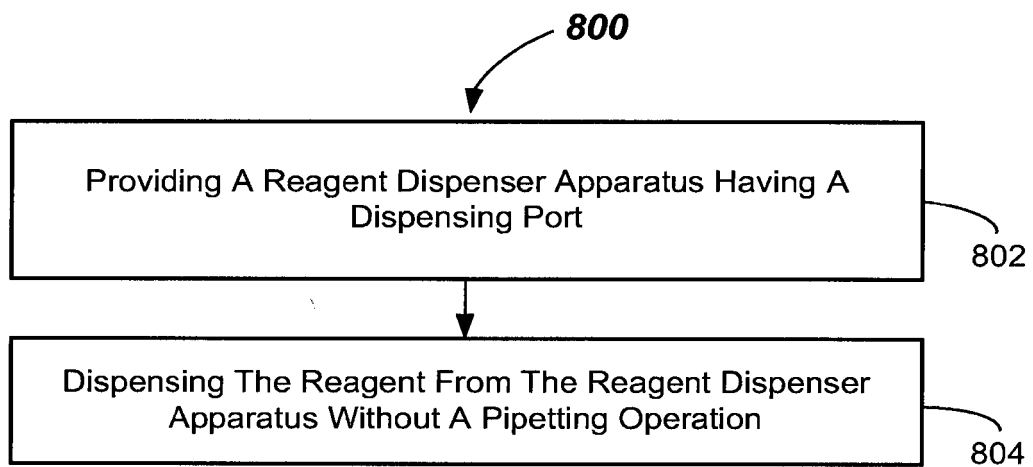 800
Providing A Reagent Dispenser Apparatus Having A
Dispensing Port
802
Dispensing The Reagent From The Reagent Dispenser
Apparatus Without A Pipetting Operation
804